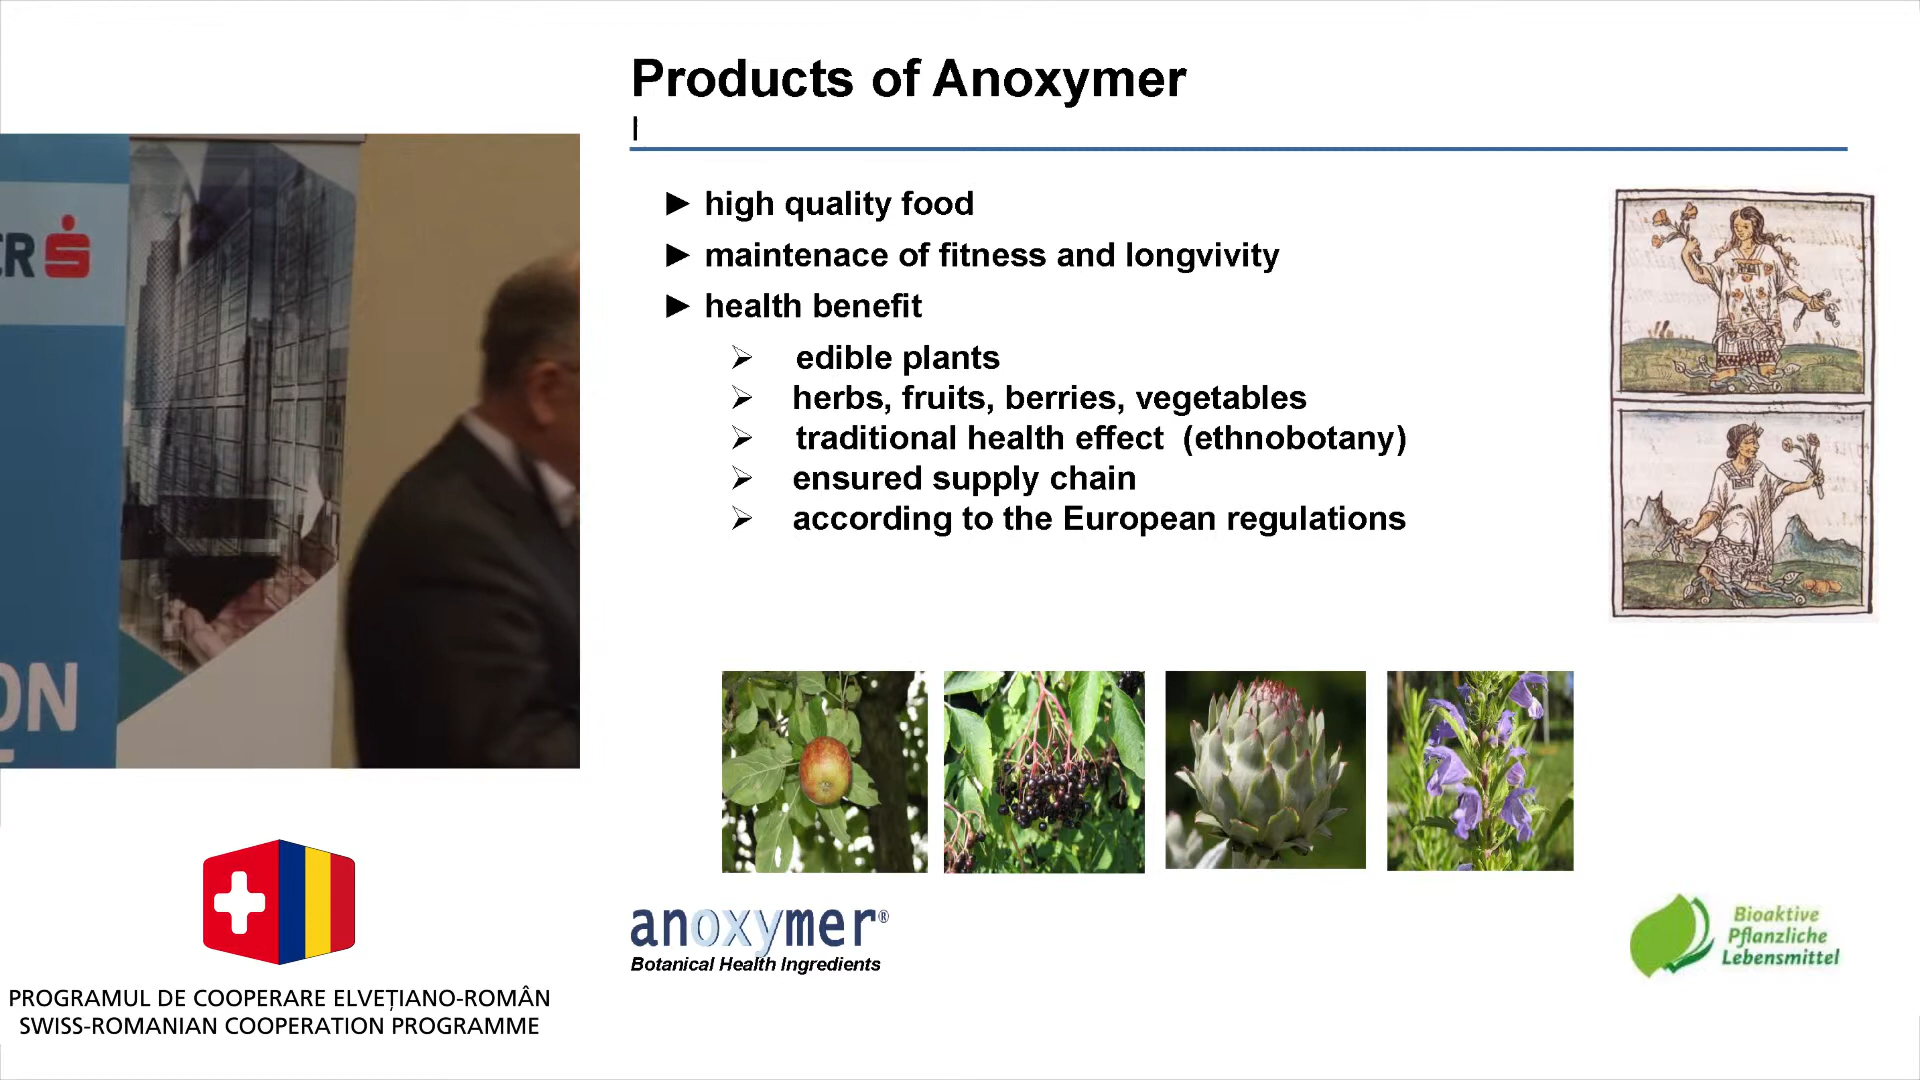 Products of Anoxymer
► high quality food
► maintenace of fitness and longvivity
► health benefit
➢ edible plants
➢ herbs, fruits, berries, vegetables
➢ traditional health effect (ethnobotany)
➢ ensured supply chain
➢ according to the European regulations
anoxymer®
Botanical Health Ingredients
Bioaktive
Pflanzliche
Lebensmittel
PROGRAMUL DE COOPERARE ELVEȚIANO-ROMÂN
SWISS-ROMANIAN COOPERATION PROGRAMME